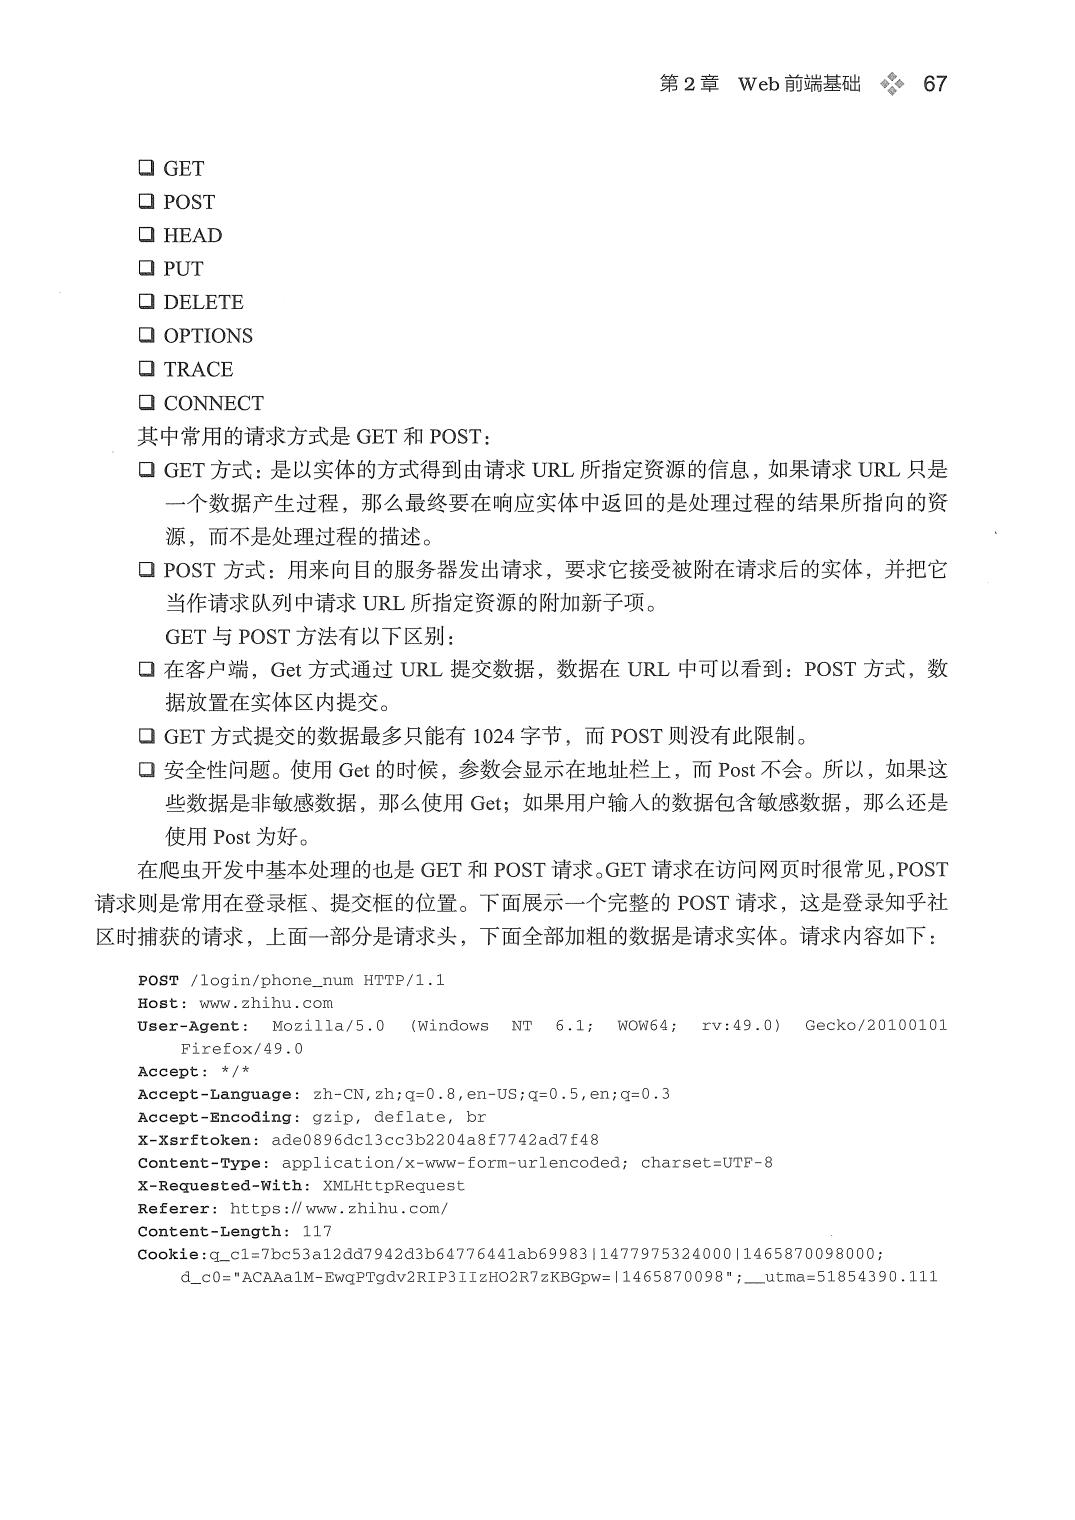 第 2 章 Web 前端基础 67
❑ GET
❑ POST
❑ HEAD
❑ PUT
❑ DELETE
❑ OPTIONS
❑ TRACE
❑ CONNECT
其中常用的请求方式是 GET 和 POST：
❑ GET 方式：是以实体的方式得到由请求 URL 所指定资源的信息，如果请求 URL 只是
一个数据产生过程，那么最终要在响应实体中返回的是处理过程的结果所指向的资
源，而不是处理过程的描述。
❑ POST 方式：用来向目的服务器发出请求，要求它接受被附在请求后的实体，并把它
当作请求队列中请求 URL 所指定资源的附加新子项。
GET 与 POST 方法有以下区别：
❑ 在客户端，Get 方式通过 URL 提交数据，数据在 URL 中可以看到：POST 方式，数
据放置在实体区内提交。
❑ GET 方式提交的数据最多只能有 1024 字节，而 POST 则没有此限制。
❑ 安全性问题。使用 Get 的时候，参数会显示在地址栏上，而 Post 不会。所以，如果这
些数据是非敏感数据，那么使用 Get；如果用户输入的数据包含敏感数据，那么还是
使用 Post 为好。
在爬虫开发中基本处理的也是 GET 和 POST 请求。GET 请求在访问网页时很常见，POST
请求则是常用在登录框、提交框的位置。下面展示一个完整的 POST 请求，这是登录知乎社
区时捕获的请求，上面一部分是请求头，下面全部加粗的数据是请求实体。请求内容如下：
POST /login/phone_num HTTP/1.1
Host: www.zhihu.com
User-Agent: Mozilla/5.0 (Windows NT 6.1; WOW64; rv:49.0) Gecko/20100101
Firefox/49.0
Accept: */*
Accept-Language: zh-CN,zh;q=0.8,en-US;q=0.5,en;q=0.3
Accept-Encoding: gzip, deflate, br
X-Xsrftoken: ade0896dc13cc3b2204a8f7742ad7f48
Content-Type: application/x-www-form-urlencoded; charset=UTF-8
X-Requested-With: XMLHttpRequest
Referer: https://www.zhihu.com/
Content-Length: 117
Cookie:q_c1=7bc53a12dd7942d3b64776441ab69983|1477975324000|1465870098000;
d_c0="ACAAa1M-EwqPTgdv2RIP3IIzHO2R7zKBGpw=|1465870098";__utma=51854390.111